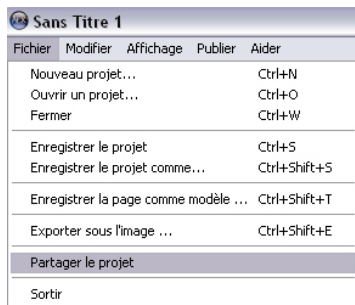 Sans Titre 1
Fichier Modifier Affichage Publier Aider
Nouveau projet... Ctrl+N
Ouvrir un projet... Ctrl+O
Fermer Ctrl+W
Enregistrer le projet Ctrl+S
Enregistrer le projet comme... Ctrl+Shift+S
Enregistrer la page comme modèle ... Ctrl+Shift+T
Exporter sous l'image ... Ctrl+Shift+E
Partager le projet
Sortir